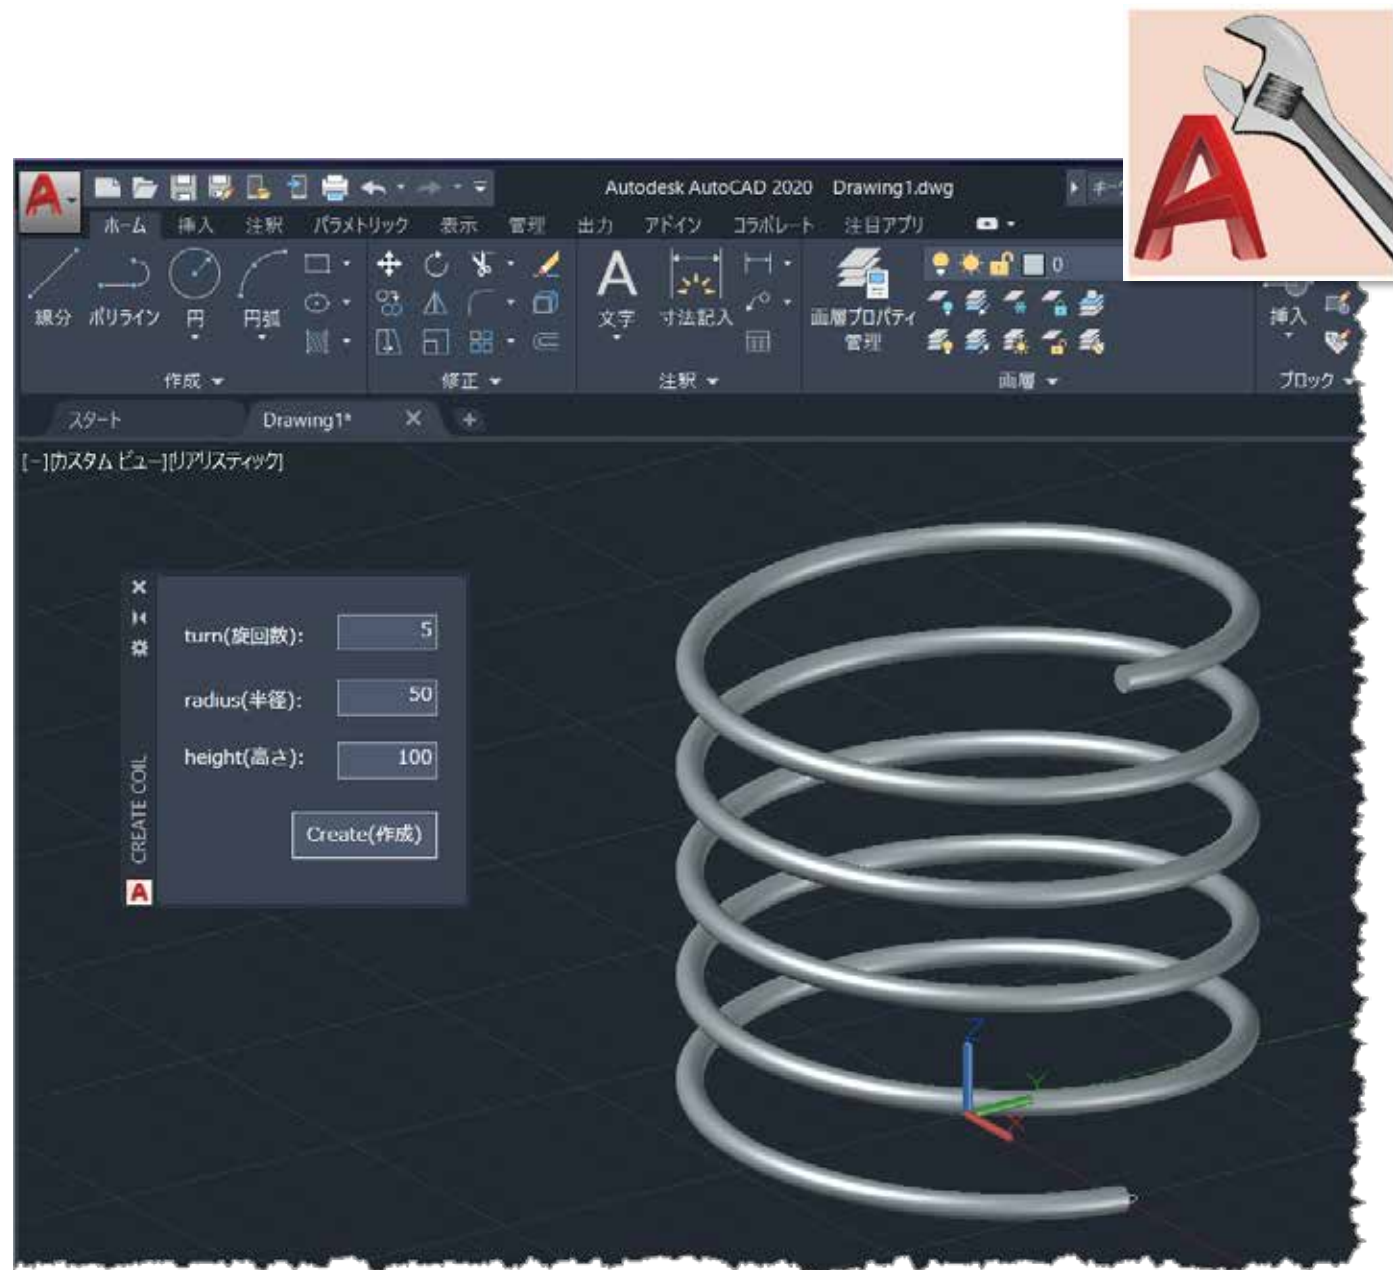 Autodesk AutoCAD 2020 Drawing1.dwg
ホーム 挿入 注釈 パラメトリック 表示 管理 出力 アドイン コラボレート 注目アプリ
0
線分 ポリライン 円 円弧 文字 寸法記入 画層プロパティ管理 挿入
作成 修正 注釈 画層 ブロック
スタート Drawing1* +
[-][カスタム ビュー][リアリスティック]
turn(旋回数): 5
radius(半径): 50
height(高さ): 100
Create(作成)
CREATE COIL
Z
Y
X